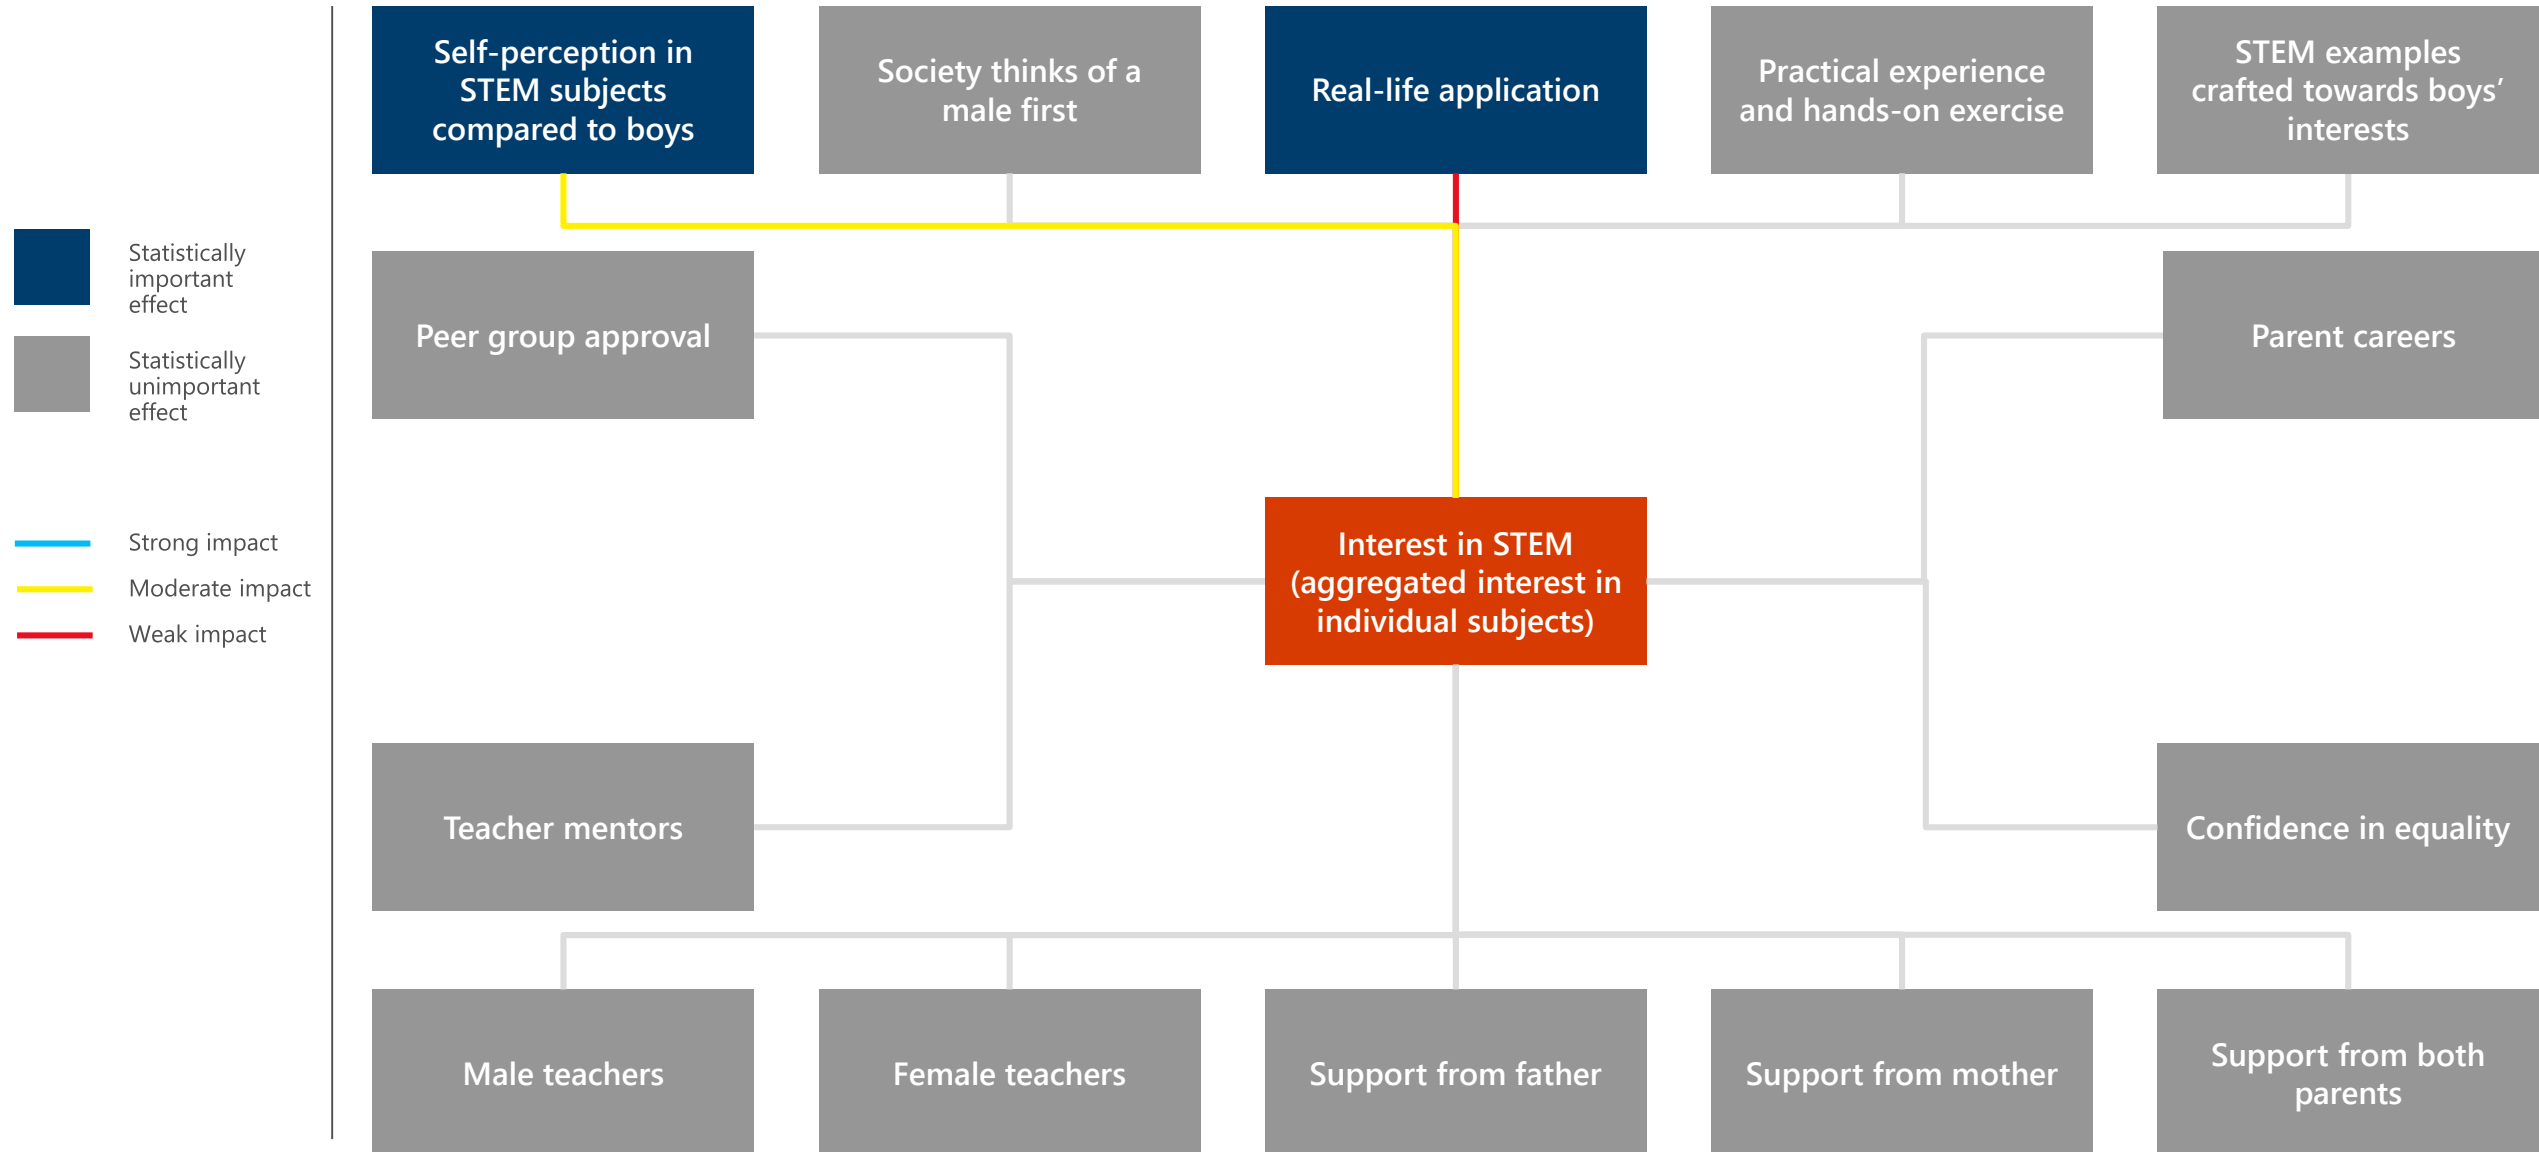 Self-perception in
STEM subjects
compared to boys
Society thinks of a
male first
Real-life application
Practical experience
and hands-on exercise
STEM examples
crafted towards boys’
interests
Statistically
important
effect
Statistically
unimportant
effect
Strong impact
Moderate impact
Weak impact
Peer group approval
Parent careers
Interest in STEM
(aggregated interest in
individual subjects)
Teacher mentors
Confidence in equality
Male teachers
Female teachers
Support from father
Support from mother
Support from both
parents